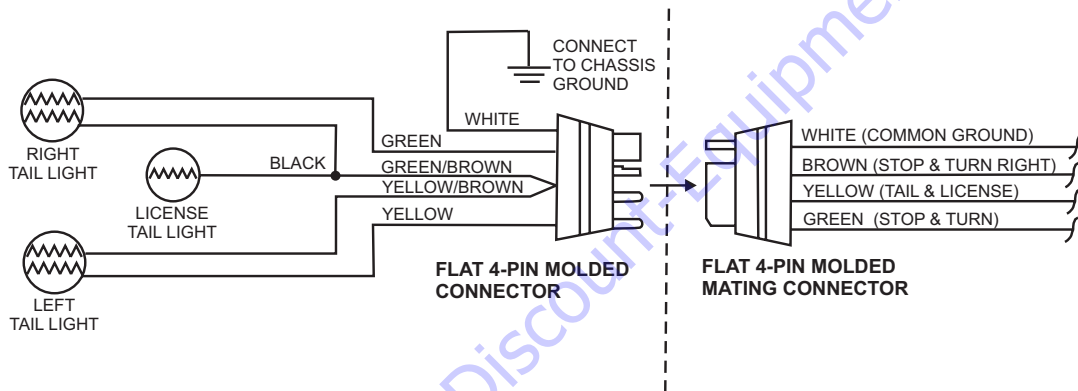 CONNECT
TO CHASSIS
GROUND
WHITE
GREEN
RIGHT
TAIL LIGHT
BLACK
GREEN/BROWN
YELLOW/BROWN
LICENSE
TAIL LIGHT
YELLOW
LEFT
TAIL LIGHT
FLAT 4-PIN MOLDED
CONNECTOR
WHITE (COMMON GROUND)
BROWN (STOP & TURN RIGHT)
YELLOW (TAIL & LICENSE)
GREEN (STOP & TURN)
FLAT 4-PIN MOLDED
MATING CONNECTOR
Discount-Equipment